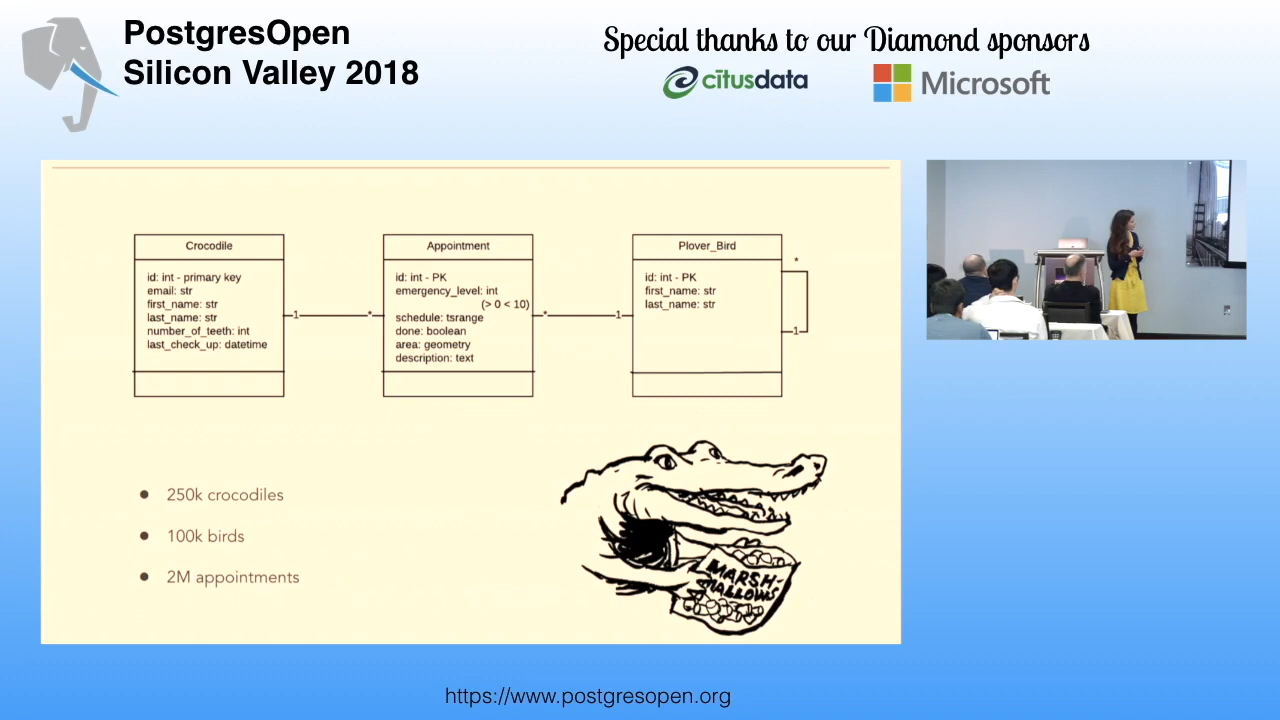 PostgresOpen
Silicon Valley 2018
Special thanks to our Diamond sponsors
citusdata
Microsoft
Crocodile
id: int - primary key
email: str
first_name: str
last_name: str
number_of_teeth: int
last_check_up: datetime
1
*
Appointment
id: int - PK
emergency_level: int
(> 0 < 10)
schedule: tsrange
done: boolean
area: geometry
description: text
*
1
Plover_Bird
id: int - PK
first_name: str
last_name: str
*
1
250k crocodiles
100k birds
2M appointments
MARSH-
MALLOWS
https://www.postgresopen.org